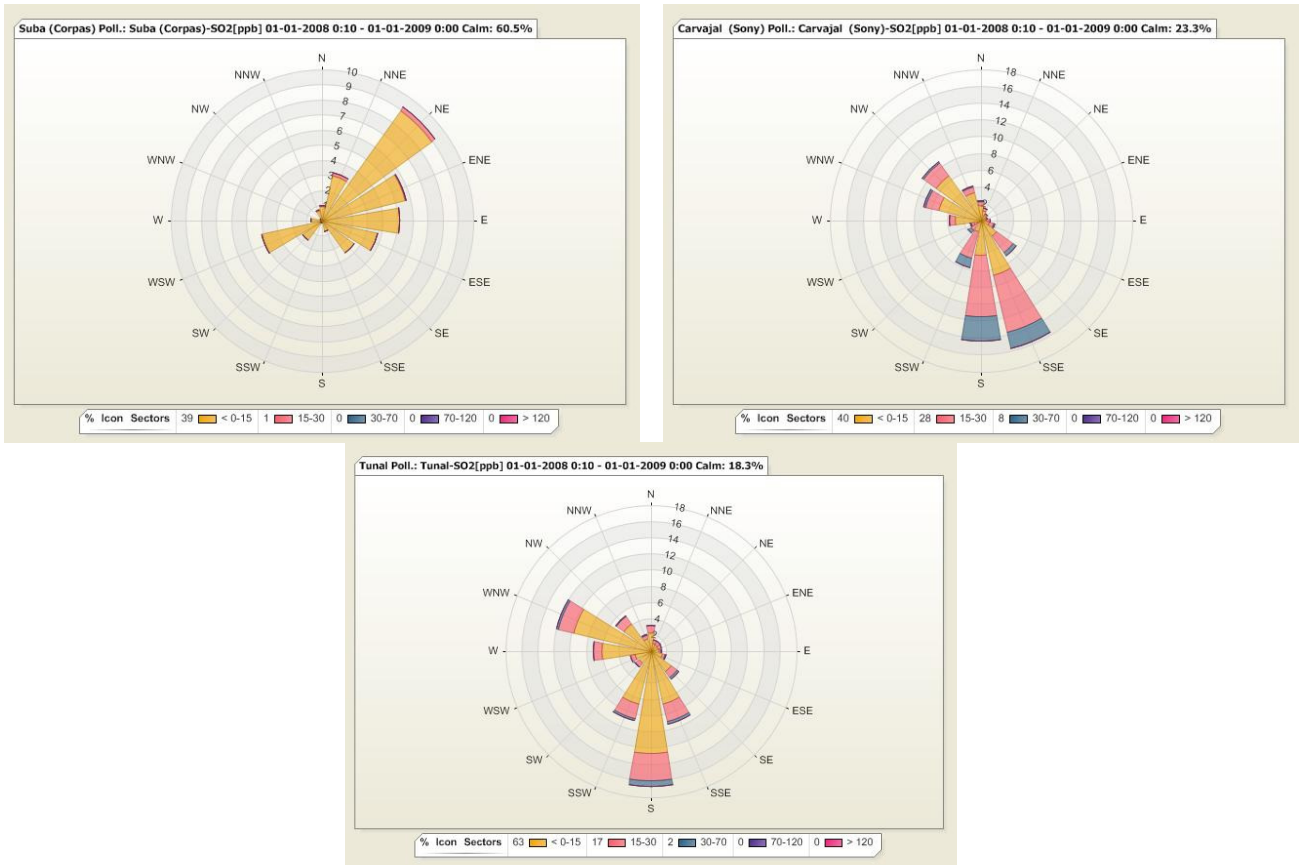 Suba (Corpas) Poll.: Suba (Corpas)-SO2[ppb] 01-01-2008 0:10 - 01-01-2009 0:00 Calm: 60.5%
N
NNE
NE
ENE
E
ESE
SE
SSE
S
SSW
SW
WSW
W
WNW
NW
NNW
10
9
8
7
6
5
4
3
2
% Icon Sectors 39 < 0-15 1 15-30 0 30-70 0 70-120 0 > 120
Carvajal (Sony) Poll.: Carvajal (Sony)-SO2[ppb] 01-01-2008 0:10 - 01-01-2009 0:00 Calm: 23.3%
N
NNE
NE
ENE
E
ESE
SE
SSE
S
SSW
SW
WSW
W
WNW
NW
NNW
18
16
14
12
10
8
6
4
2
% Icon Sectors 40 < 0-15 28 15-30 8 30-70 0 70-120 0 > 120
Tunal Poll.: Tunal-SO2[ppb] 01-01-2008 0:10 - 01-01-2009 0:00 Calm: 18.3%
N
NNE
NE
ENE
E
ESE
SE
SSE
S
SSW
SW
WSW
W
WNW
NW
NNW
18
16
14
12
10
8
6
4
2
% Icon Sectors 63 < 0-15 17 15-30 2 30-70 0 70-120 0 > 120